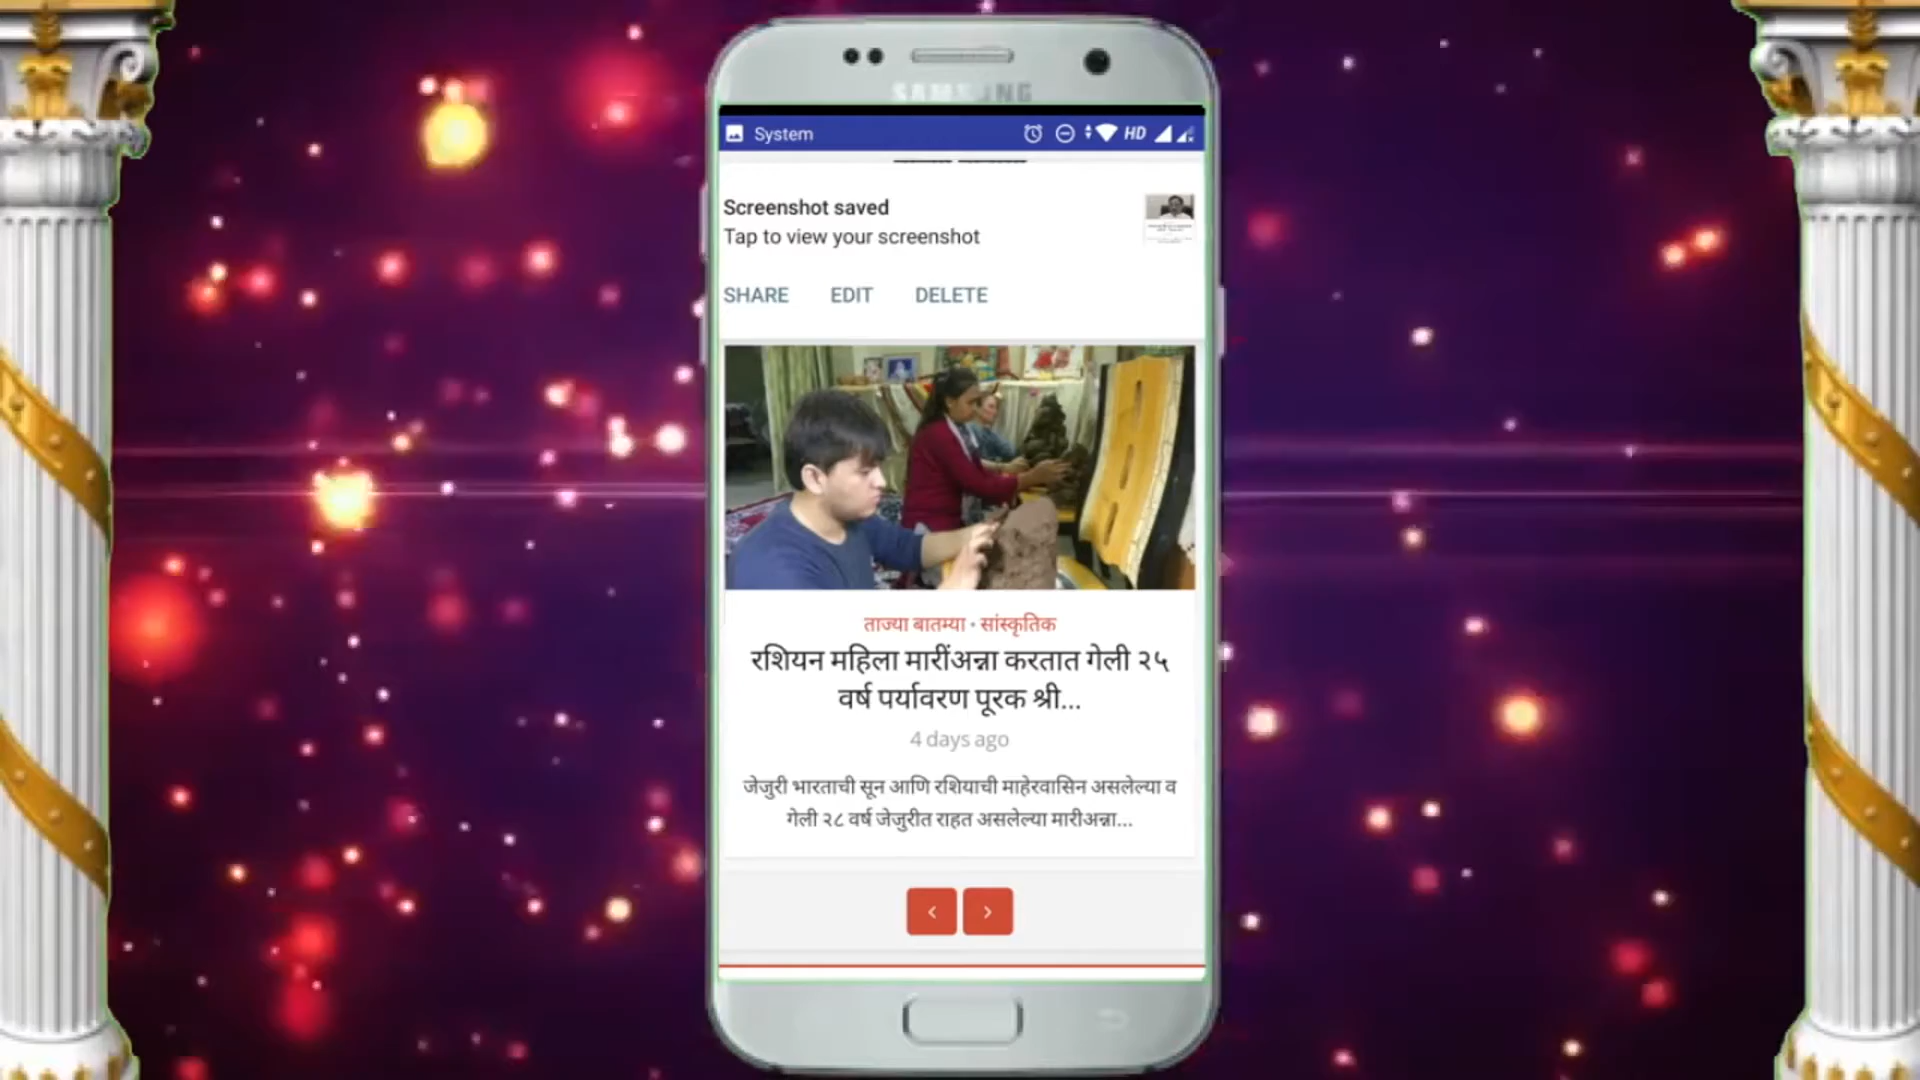 SAMSUNG
System
HD
Screenshot saved
Tap to view your screenshot
SHARE EDIT DELETE
ताज्या बातम्या • सांस्कृतिक
रशियन महिला मारींअन्ना करतात गेली २५
वर्ष पर्यावरण पूरक श्री...
4 days ago
जेजुरी भारताची सून आणि रशियाची माहेरवासिन असलेल्या व
गेली २८ वर्ष जेजुरीत राहत असलेल्या मारीअन्ना...